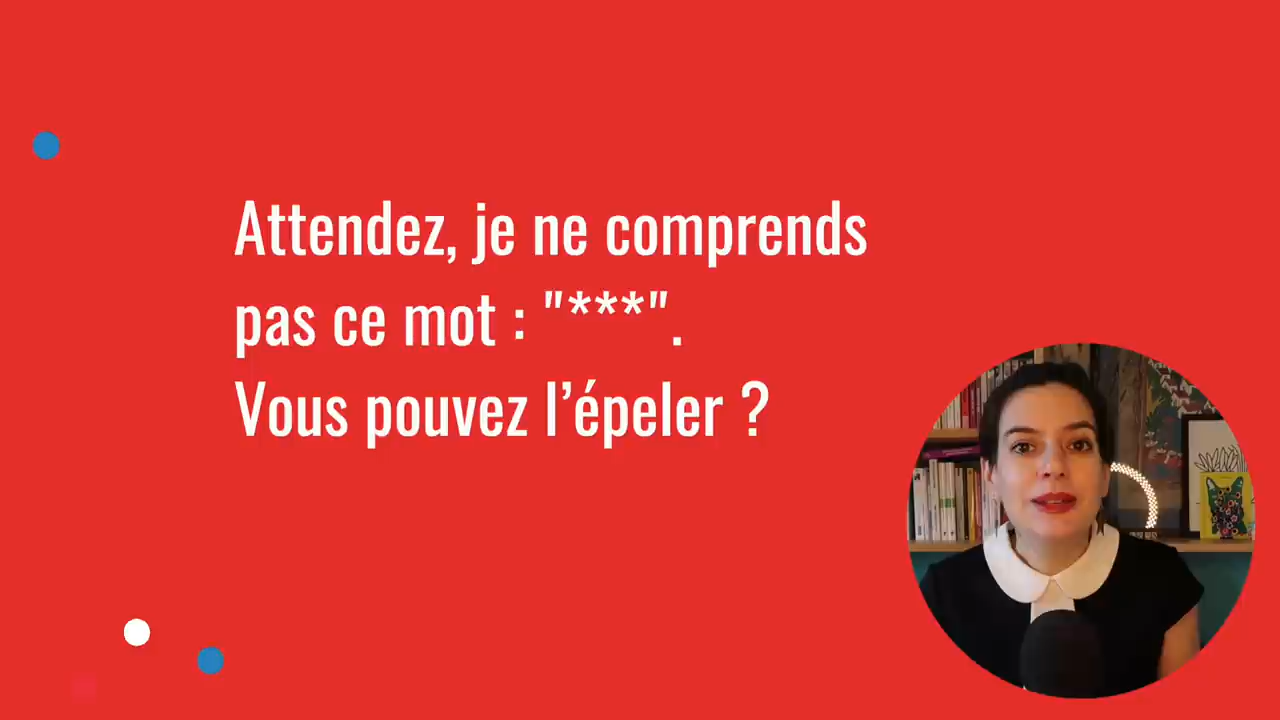 Attendez, je ne comprends
pas ce mot : "***".
Vous pouvez l’épeler ?